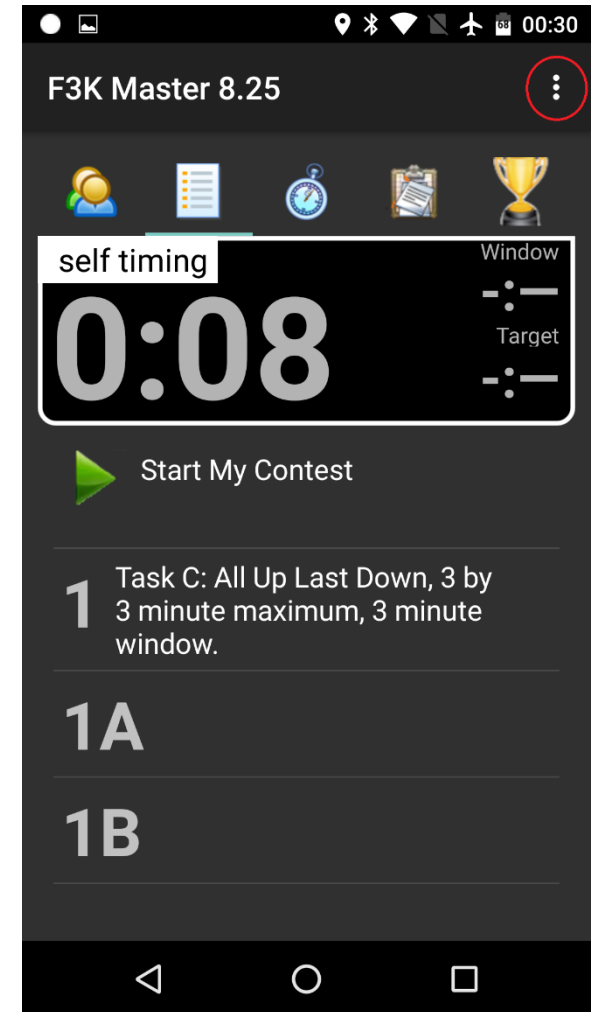 68 00:30
F3K Master 8.25
self timing
Window
0:08
-:—
Target
-:—
Start My Contest
1
Task C: All Up Last Down, 3 by
3 minute maximum, 3 minute
window.
1A
1B